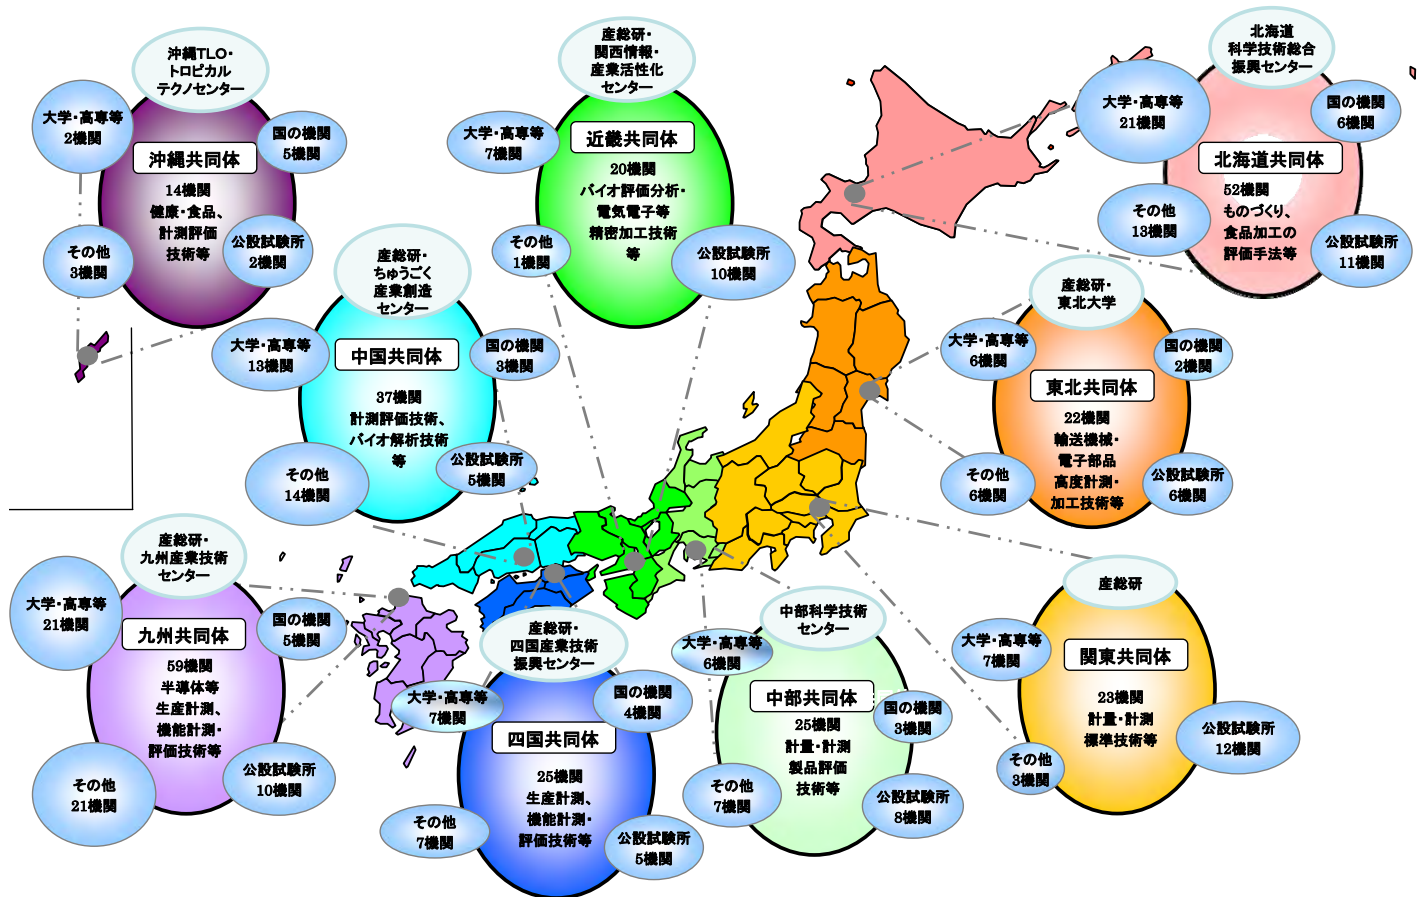 沖縄TLO・
トロピカル
テクノセンター
大学・高専等
2機関
国の機関
5機関
沖縄共同体
14機関
健康・食品、
計測評価
技術等
その他
3機関
公設試験所
2機関
産総研・
関西情報・
産業活性化
センター
大学・高専等
7機関
近畿共同体
20機関
バイオ評価分析・
電気電子等
精密加工技術
等
その他
1機関
公設試験所
10機関
北海道
科学技術総合
振興センター
大学・高専等
21機関
国の機関
6機関
北海道共同体
52機関
ものづくり、
食品加工の
評価手法等
その他
13機関
公設試験所
11機関
産総研・
ちゅうごく
産業創造
センター
大学・高専等
13機関
国の機関
3機関
中国共同体
37機関
計測評価技術、
バイオ解析技術
等
その他
14機関
公設試験所
5機関
産総研・
東北大学
大学・高専等
6機関
国の機関
2機関
東北共同体
22機関
輸送機械・
電子部品
高度計測・
加工技術等
その他
6機関
公設試験所
6機関
産総研・
九州産業技術
センター
大学・高専等
21機関
国の機関
5機関
九州共同体
59機関
半導体等
生産計測、
機能計測・
評価技術等
その他
21機関
公設試験所
10機関
産総研・
四国産業技術
振興センター
大学・高専等
7機関
国の機関
4機関
四国共同体
25機関
生産計測、
機能計測・
評価技術等
その他
7機関
公設試験所
5機関
中部科学技術
センター
大学・高専等
6機関
国の機関
3機関
中部共同体
25機関
計量・計測
製品評価
技術等
その他
7機関
公設試験所
8機関
産総研
大学・高専等
7機関
関東共同体
23機関
計量・計測
標準技術等
公設試験所
12機関
その他
3機関